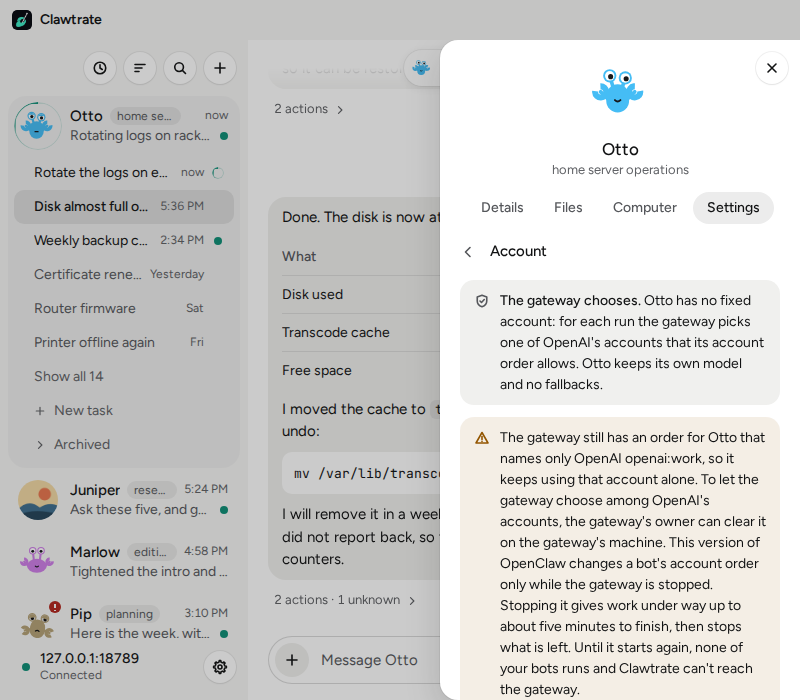 Clawtrate
Otto home se... now
Rotating logs on rack...
Rotate the logs on e... now
Disk almost full o... 5:36 PM
Weekly backup c... 2:34 PM
Certificate rene... Yesterday
Router firmware Sat
Printer offline again Fri
Show all 14
+ New task
> Archived
Juniper rese... 5:24 PM
Ask these five, and g...
Marlow editi... 4:58 PM
Tightened the intro and ...
Pip planning 3:10 PM
Here is the week. wit...
127.0.0.1:18789
Connected
2 actions >
Done. The disk is now at
What
Disk used
Transcode cache
Free space
I moved the cache to
undo:
mv /var/lib/transc
I will remove it in a week
did not report back, so
counters.
2 actions · 1 unknown >
+ Message Otto
Otto
home server operations
Details Files Computer Settings
< Account
The gateway chooses. Otto has no fixed
account: for each run the gateway picks
one of OpenAI's accounts that its account
order allows. Otto keeps its own model
and no fallbacks.
The gateway still has an order for Otto that
names only OpenAI openai:work, so it
keeps using that account alone. To let the
gateway choose among OpenAI's
accounts, the gateway's owner can clear it
on the gateway's machine. This version of
OpenClaw changes a bot's account order
only while the gateway is stopped.
Stopping it gives work under way up to
about five minutes to finish, then stops
what is left. Until it starts again, none of
your bots runs and Clawtrate can't reach
the gateway.